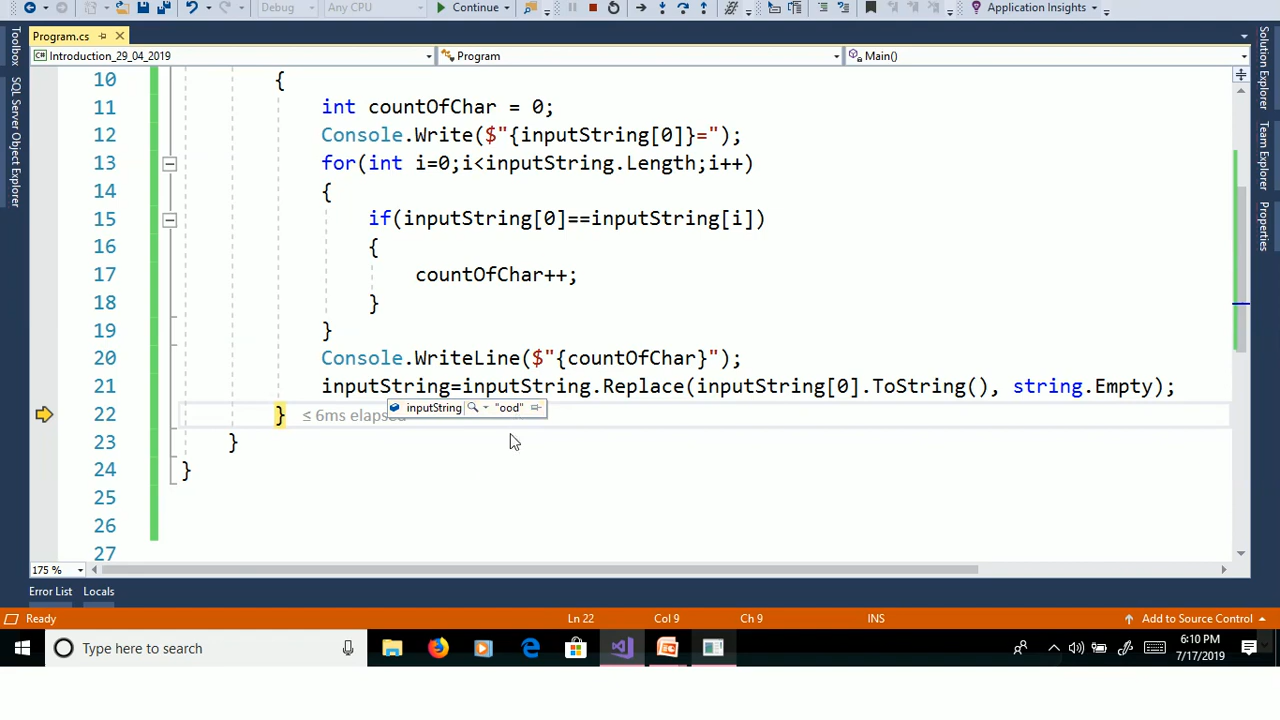 Debug Any CPU Continue Application Insights
Program.cs
Introduction_29_04_2019 Program Main()
Toolbox
SQL Server Object Explorer
10 {
11 int countOfChar = 0;
12 Console.Write($"{inputString[0]}=");
13 for(int i=0;i<inputString.Length;i++)
14 {
15 if(inputString[0]==inputString[i])
16 {
17 countOfChar++;
18 }
19 }
20 Console.WriteLine($"{countOfChar}");
21 inputString=inputString.Replace(inputString[0].ToString(), string.Empty);
22 } ≤ 6ms elapsed
inputString "ood"
23 }
24 }
25
26
27
Solution Explorer
Team Explorer
Properties
175 %
Error List Locals
Ready Ln 22 Col 9 Ch 9 INS Add to Source Control
Type here to search
6:10 PM
7/17/2019